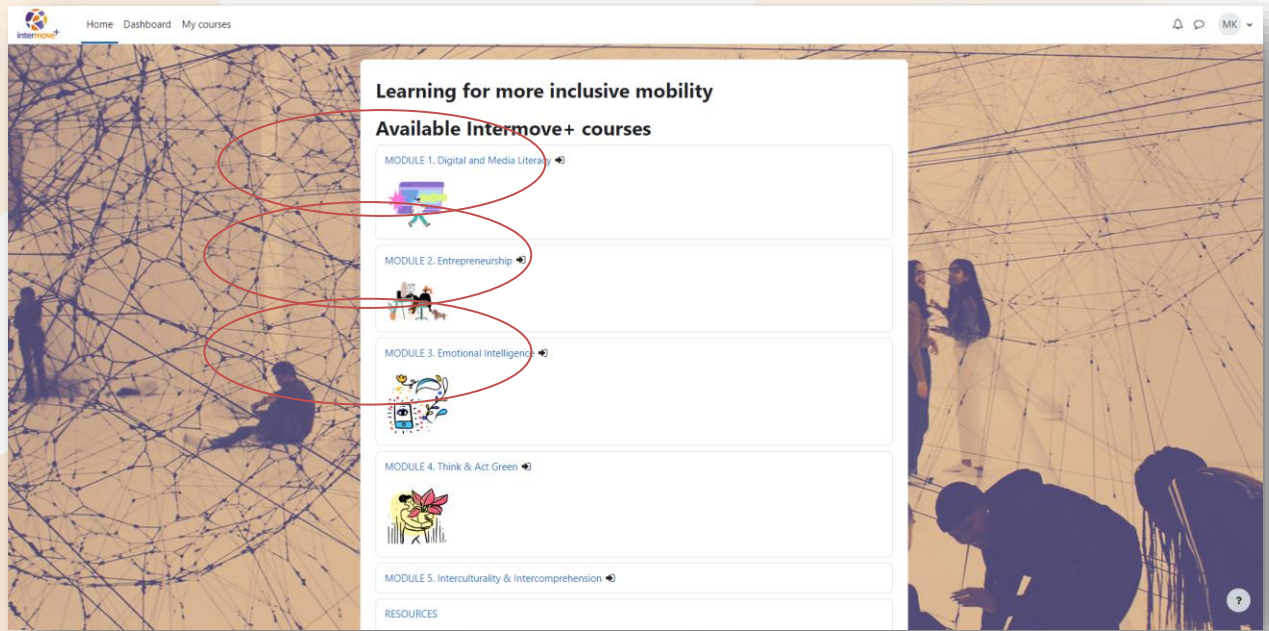 intermove+
Home Dashboard My courses
MK
Learning for more inclusive mobility
Available Intermove+ courses
MODULE 1. Digital and Media Literacy
MODULE 2. Entrepreneurship
MODULE 3. Emotional Intelligence
MODULE 4. Think & Act Green
MODULE 5. Interculturality & Intercomprehension
RESOURCES
?